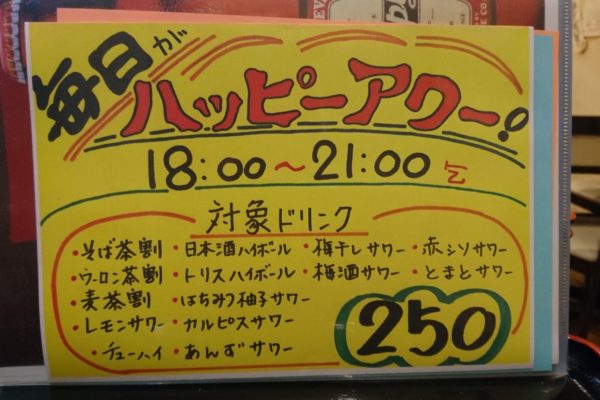 毎日が
ハッピーアワー!
18:00〜21:00まで
対象ドリンク
・そば茶割・日本酒ハイボール・梅干しサワー・赤シソサワー
・ウーロン茶割・トリスハイボール・梅酒サワー・とまとサワー
・麦茶割・はちみつ柚子サワー
・レモンサワー・カルピスサワー
・チューハイ・あんずサワー
250